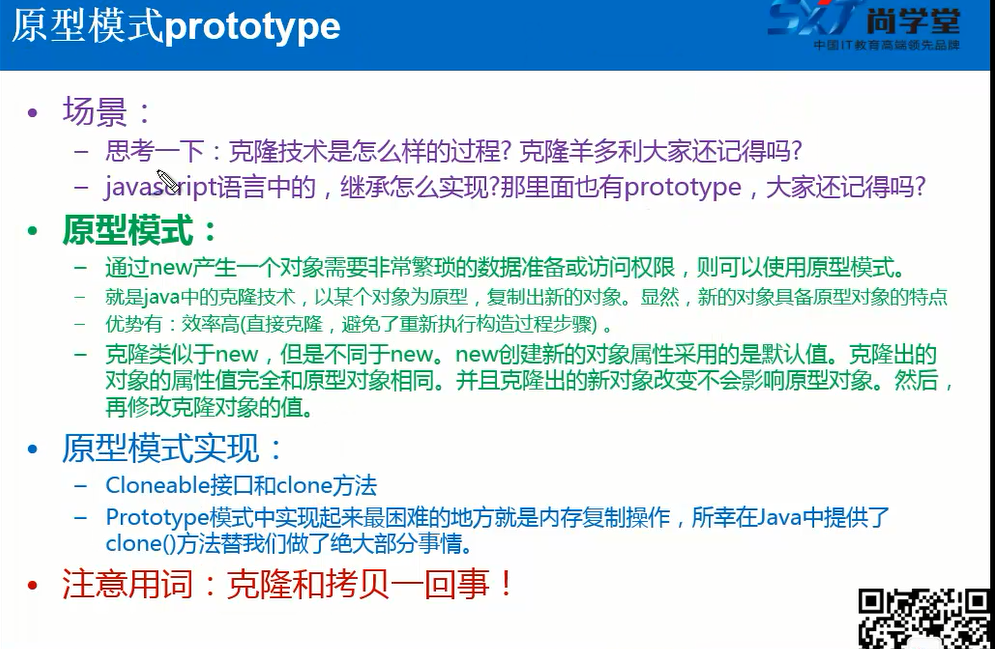 原型模式prototype
SXT 尚学堂
中国IT教育高端领先品牌
• 场景：
– 思考一下：克隆技术是怎么样的过程? 克隆羊多利大家还记得吗?
– javascript语言中的，继承怎么实现?那里面也有prototype，大家还记得吗?
• 原型模式：
– 通过new产生一个对象需要非常繁琐的数据准备或访问权限，则可以使用原型模式。
– 就是java中的克隆技术，以某个对象为原型，复制出新的对象。显然，新的对象具备原型对象的特点
– 优势有：效率高(直接克隆，避免了重新执行构造过程步骤) 。
– 克隆类似于new，但是不同于new。new创建新的对象属性采用的是默认值。克隆出的
对象的属性值完全和原型对象相同。并且克隆出的新对象改变不会影响原型对象。然后，
再修改克隆对象的值。
• 原型模式实现：
– Cloneable接口和clone方法
– Prototype模式中实现起来最困难的地方就是内存复制操作，所幸在Java中提供了
clone()方法替我们做了绝大部分事情。
• 注意用词：克隆和拷贝一回事！